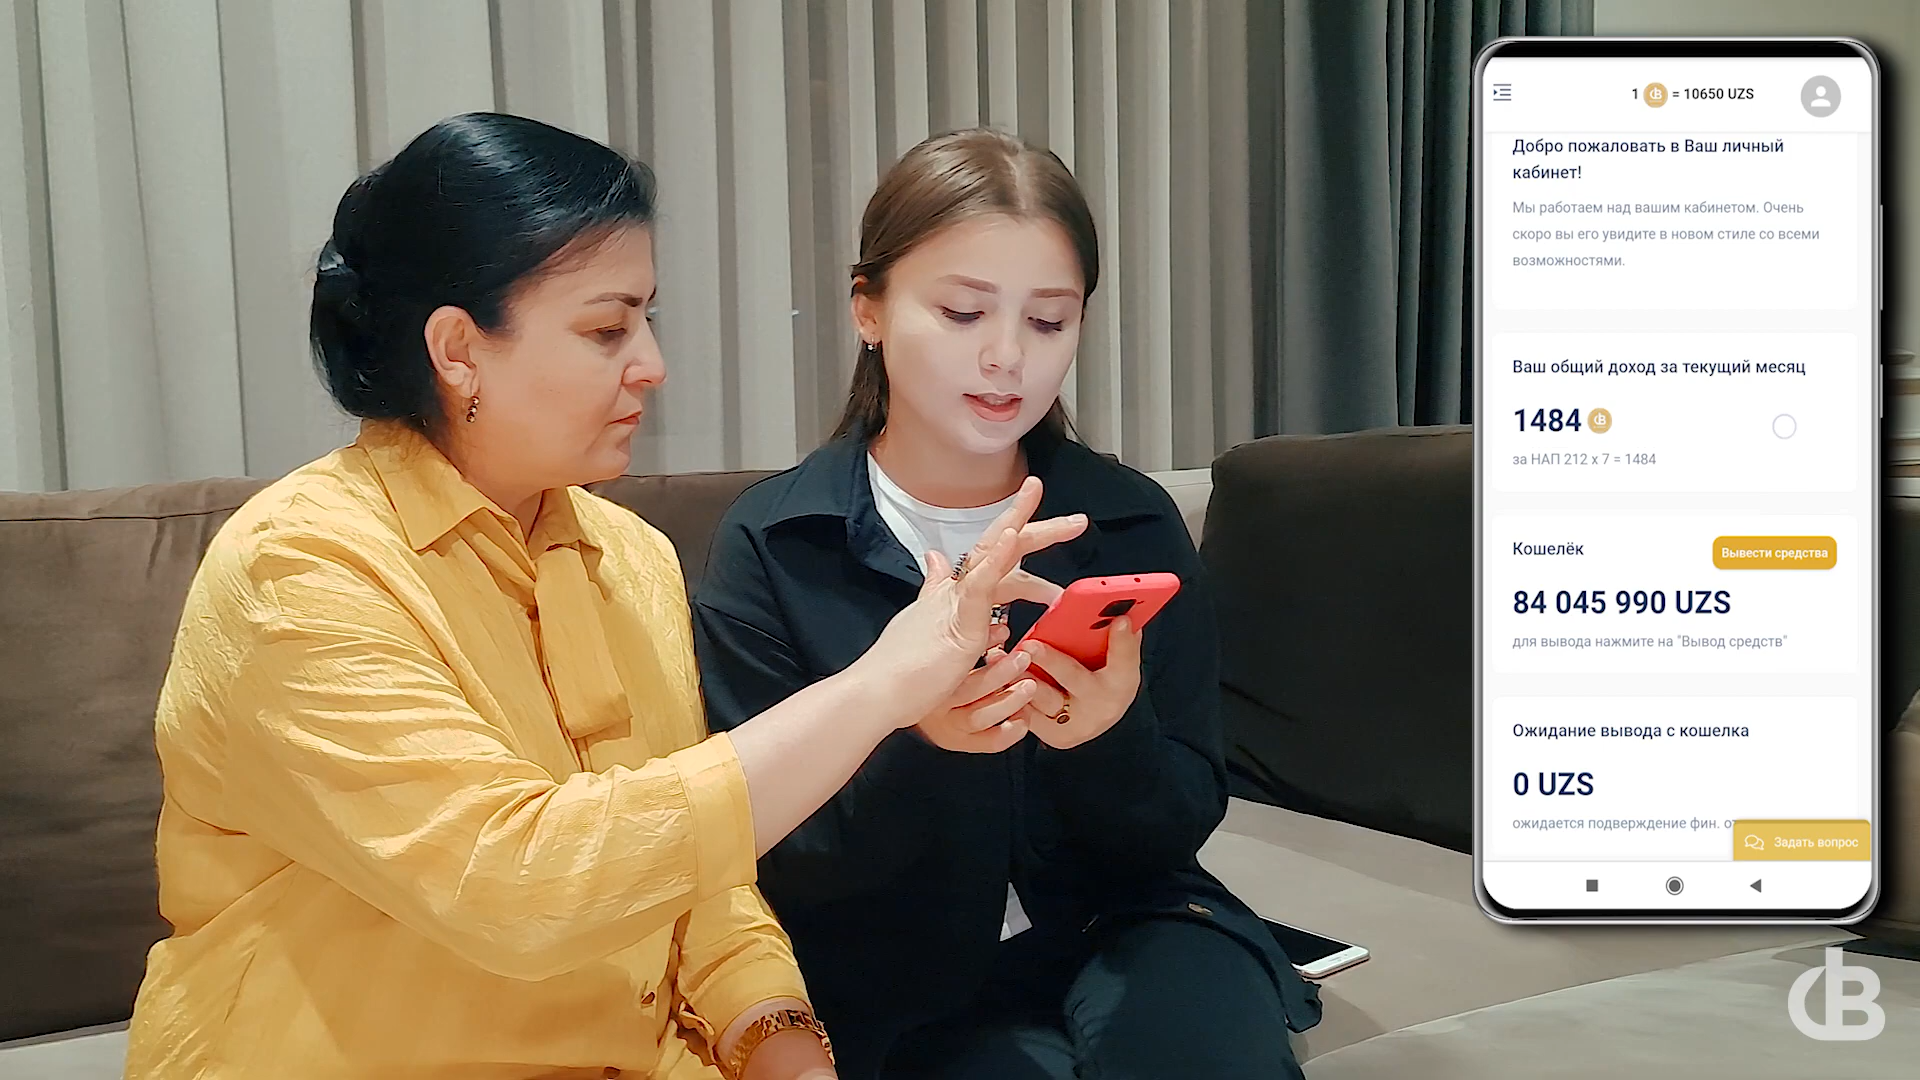 1 = 10650 UZS
Добро пожаловать в Ваш личный
кабинет!
Мы работаем над вашим кабинетом. Очень
скоро вы его увидите в новом стиле со всеми
возможностями.
Ваш общий доход за текущий месяц
1484
за НАП 212 x 7 = 1484
Кошелёк
Вывести средства
84 045 990 UZS
для вывода нажмите на "Вывод средств"
Ожидание вывода с кошелка
0 UZS
ожидается подтверждение фин.
Задать вопрос